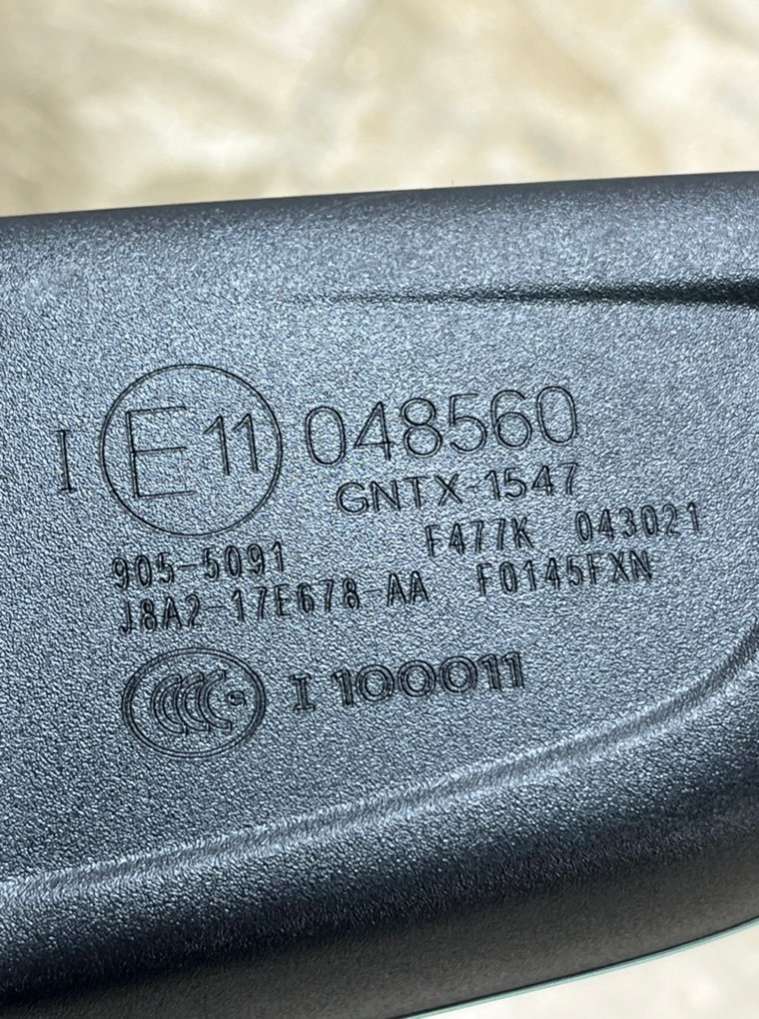 I E11 048560
GNTX-1547
905-5091 F477K 043021
J8A2-17E678-AA F0145FXN
CCC G I 100011